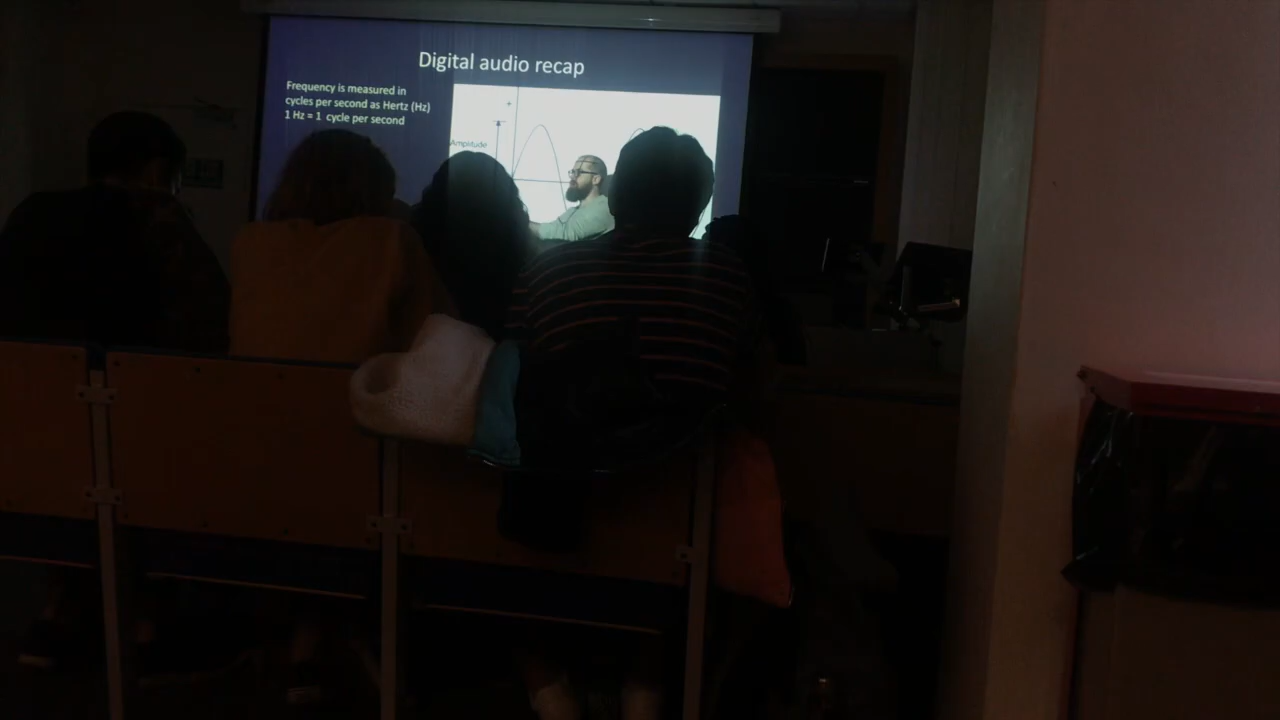 Digital audio recap
Frequency is measured in
cycles per second as Hertz (Hz)
1 Hz = 1 cycle per second
+
Amplitude